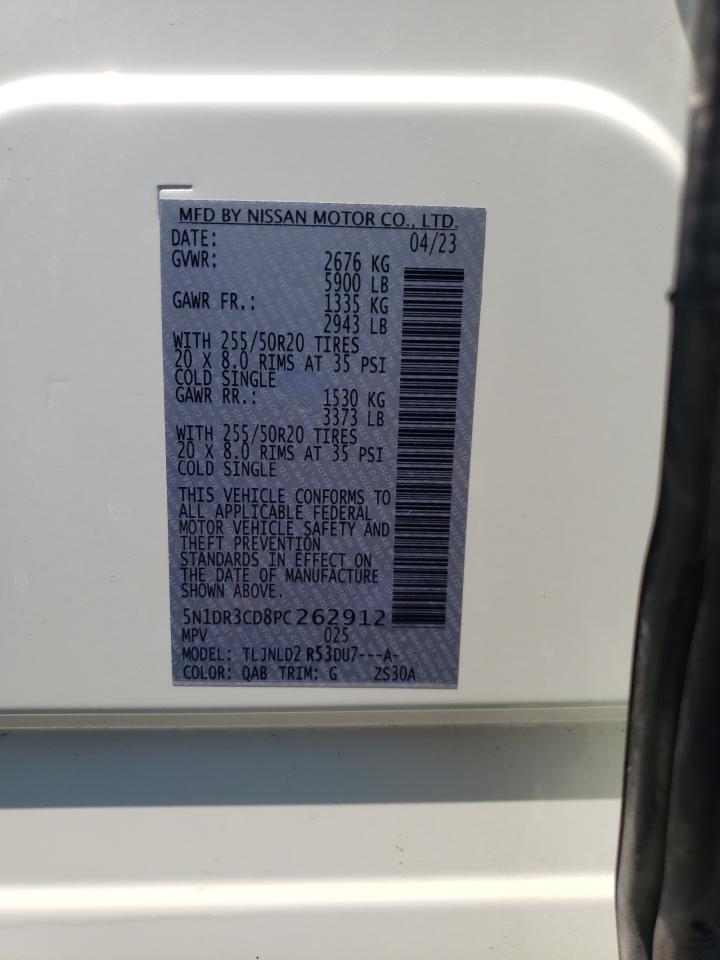 MFD BY NISSAN MOTOR CO., LTD.
DATE: 04/23
GVWR: 2676 KG
5900 LB
GAWR FR.: 1335 KG
2943 LB
WITH 255/50R20 TIRES
20 X 8.0 RIMS AT 35 PSI
COLD SINGLE
GAWR RR.: 1530 KG
3373 LB
WITH 255/50R20 TIRES
20 X 8.0 RIMS AT 35 PSI
COLD SINGLE
THIS VEHICLE CONFORMS TO
ALL APPLICABLE FEDERAL
MOTOR VEHICLE SAFETY AND
THEFT PREVENTION
STANDARDS IN EFFECT ON
THE DATE OF MANUFACTURE
SHOWN ABOVE.
5N1DR3CD8PC262912
MPV 025
MODEL: TLJNLD2 R53DU7---A-
COLOR: QAB TRIM: G ZS30A